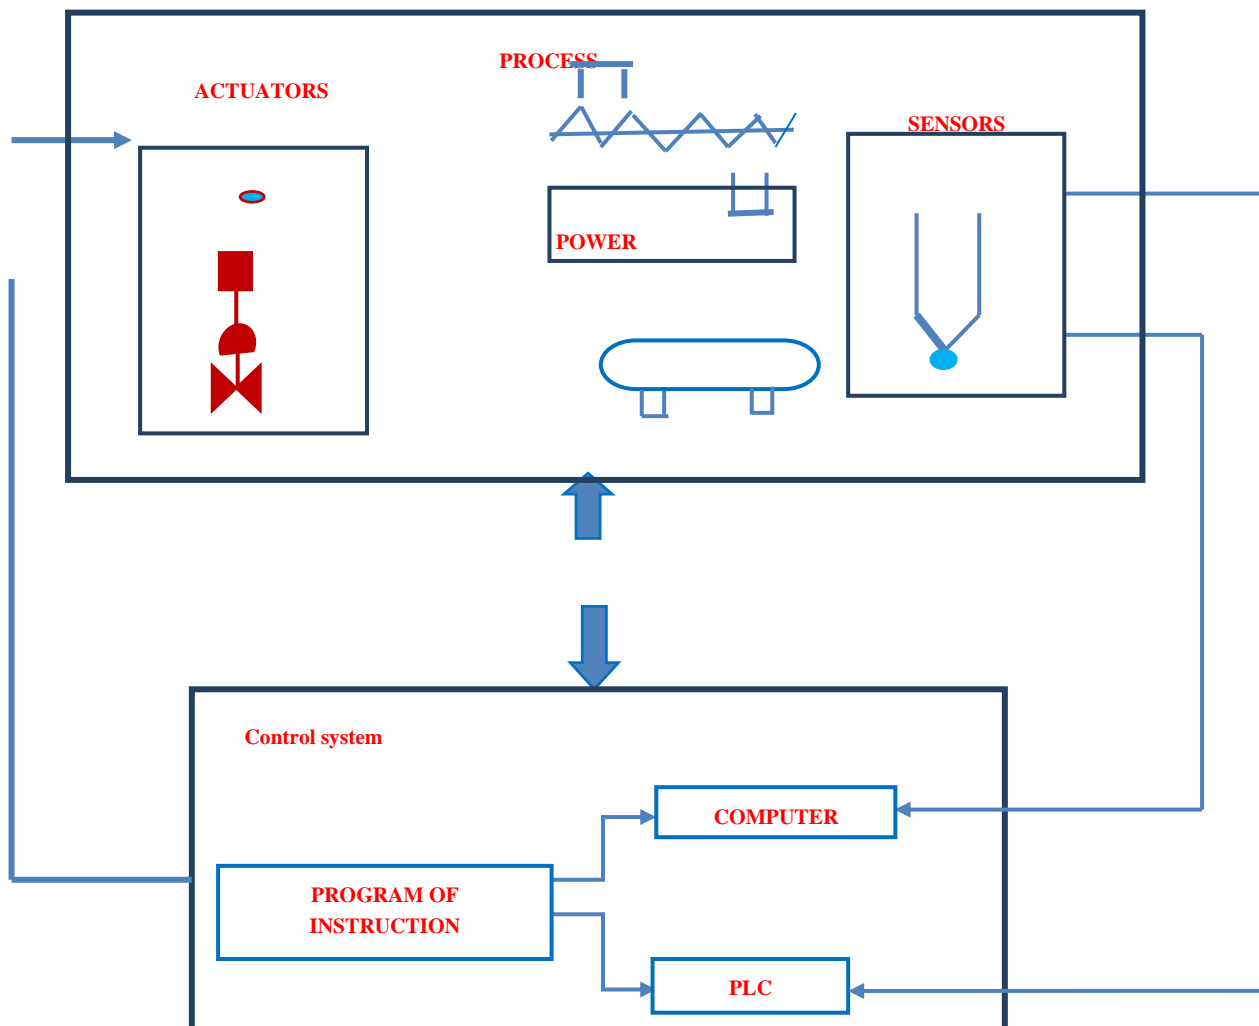 PROCESS
ACTUATORS
SENSORS
POWER
Control system
COMPUTER
PROGRAM OF
INSTRUCTION
PLC